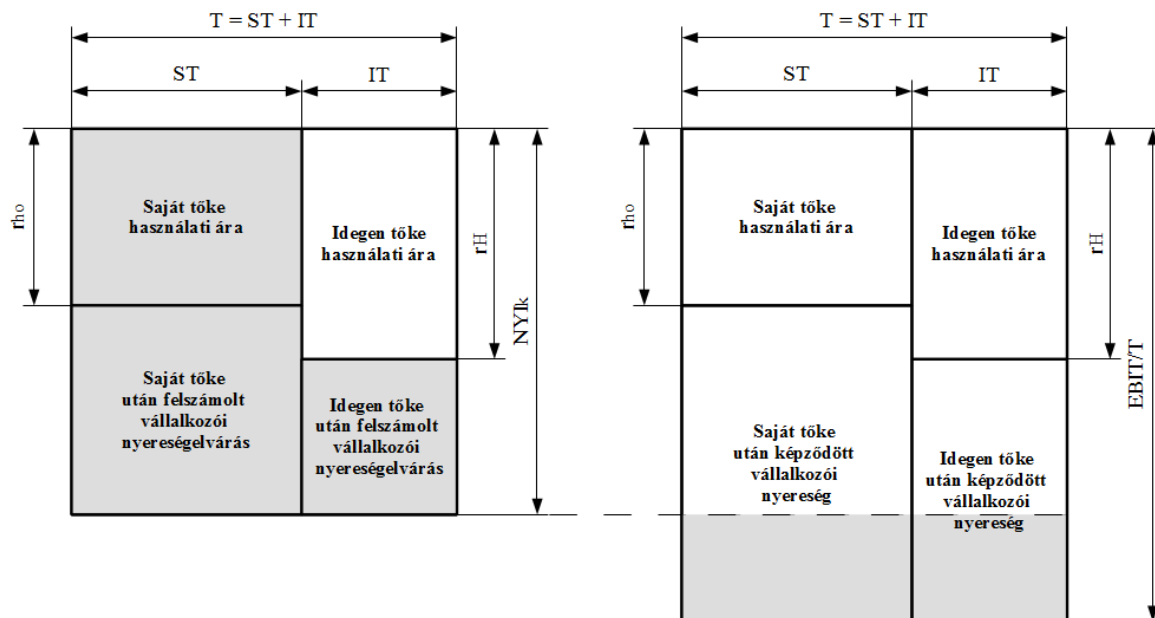 T = ST + IT
ST
IT
rho
Saját tőke
használati ára
Idegen tőke
használati ára
rH
NYIk
Saját tőke
után felszámolt
vállalkozói
nyereségelvárás
Idegen tőke
után felszámolt
vállalkozói
nyereségelvárás
T = ST + IT
ST
IT
rho
Saját tőke
használati ára
Idegen tőke
használati ára
rH
EBIT/T
Saját tőke
után képződött
vállalkozói
nyereség
Idegen tőke
után képződött
vállalkozói
nyereség